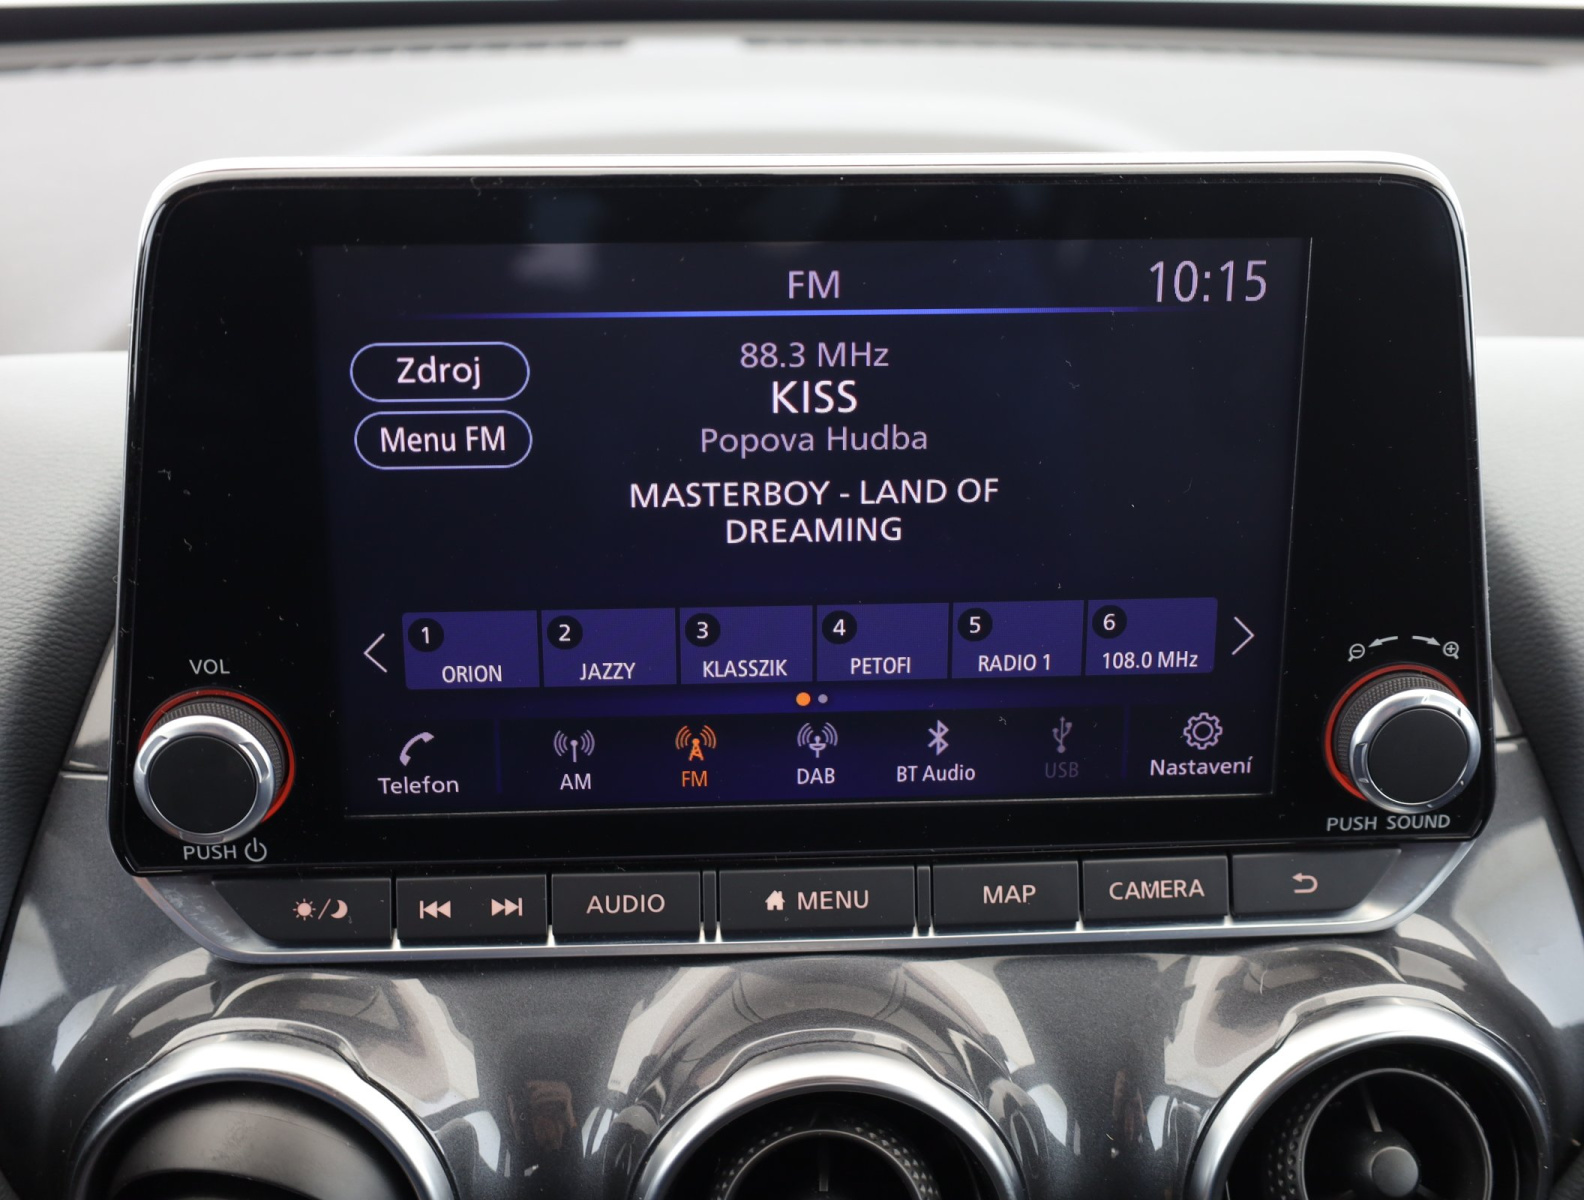 FM
10:15
Zdroj
Menu FM
88.3 MHz
KISS
Popova Hudba
MASTERBOY - LAND OF
DREAMING
1 ORION
2 JAZZY
3 KLASSZIK
4 PETOFI
5 RADIO 1
6 108.0 MHz
Telefon
AM
FM
DAB
BT Audio
USB
Nastavení
VOL
PUSH
PUSH SOUND
AUDIO
MENU
MAP
CAMERA